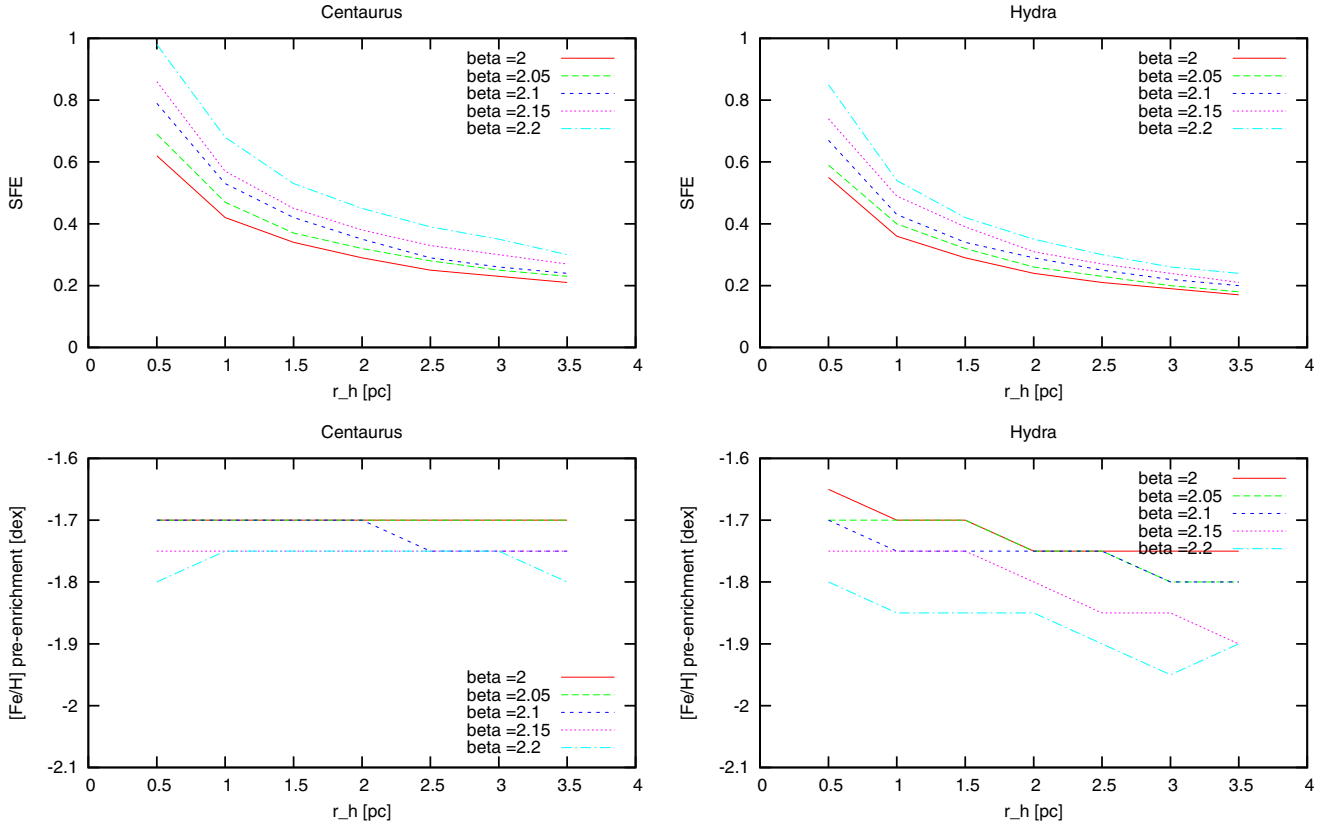 Centaurus
SFE
1
0.8
0.6
0.4
0.2
0
beta =2
beta =2.05
beta =2.1
beta =2.15
beta =2.2
0 0.5 1 1.5 2 2.5 3 3.5 4
r_h [pc]
Hydra
SFE
1
0.8
0.6
0.4
0.2
0
beta =2
beta =2.05
beta =2.1
beta =2.15
beta =2.2
0 0.5 1 1.5 2 2.5 3 3.5 4
r_h [pc]
Centaurus
[Fe/H] pre-enrichment [dex]
-1.6
-1.7
-1.8
-1.9
-2
-2.1
beta =2
beta =2.05
beta =2.1
beta =2.15
beta =2.2
0 0.5 1 1.5 2 2.5 3 3.5 4
r_h [pc]
Hydra
[Fe/H] pre-enrichment [dex]
-1.6
-1.7
-1.8
-1.9
-2
-2.1
beta =2
beta =2.05
beta =2.1
beta =2.15
beta =2.2
0 0.5 1 1.5 2 2.5 3 3.5 4
r_h [pc]